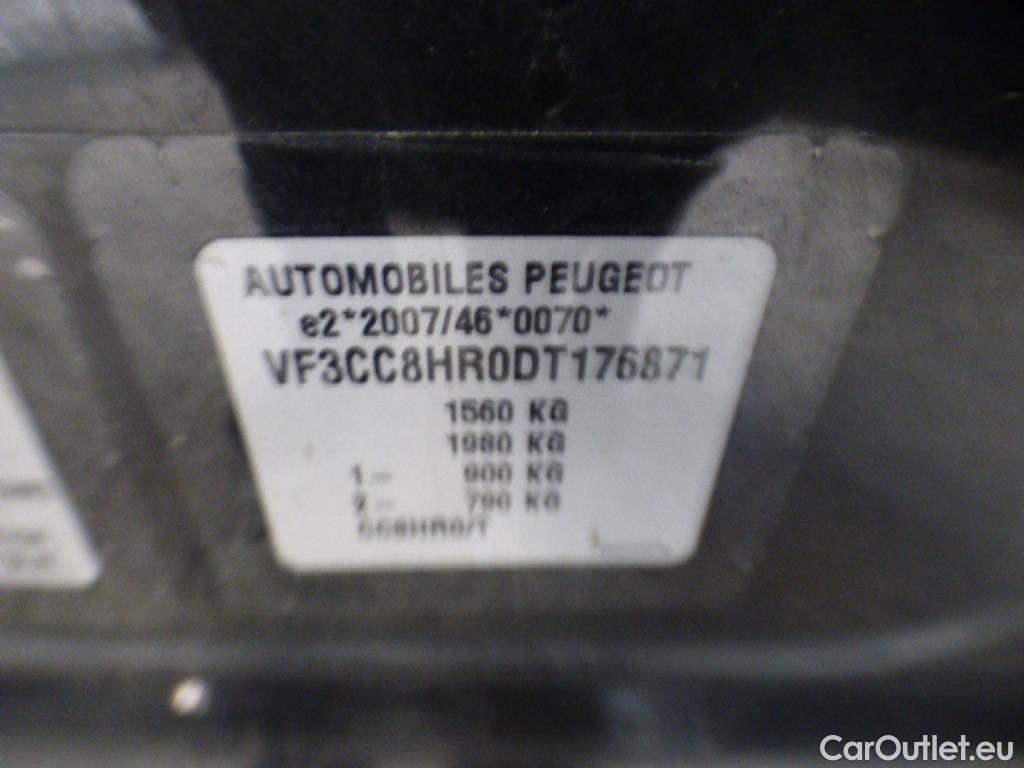 AUTOMOBILES PEUGEOT
e2*2007/46*0070*
VF3CC8HR0DT176871
1560 KG
1980 KG
1– 900 KG
2– 790 KG
CC8HR0/T
CarOutlet.eu